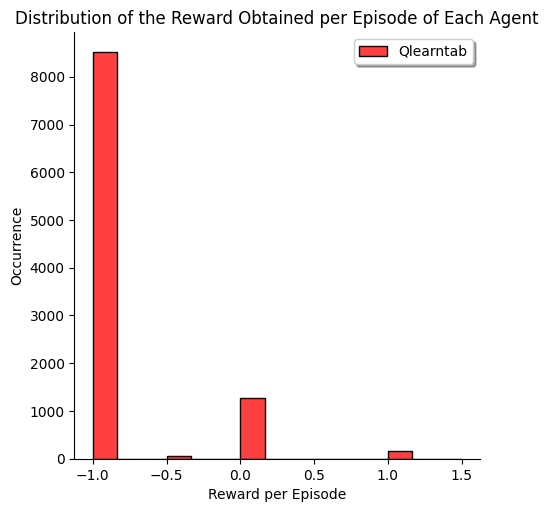 Distribution of the Reward Obtained per Episode of Each Agent
Qlearntab
8000
7000
6000
5000
4000
3000
2000
1000
0
Occurrence
−1.0 −0.5 0.0 0.5 1.0 1.5
Reward per Episode